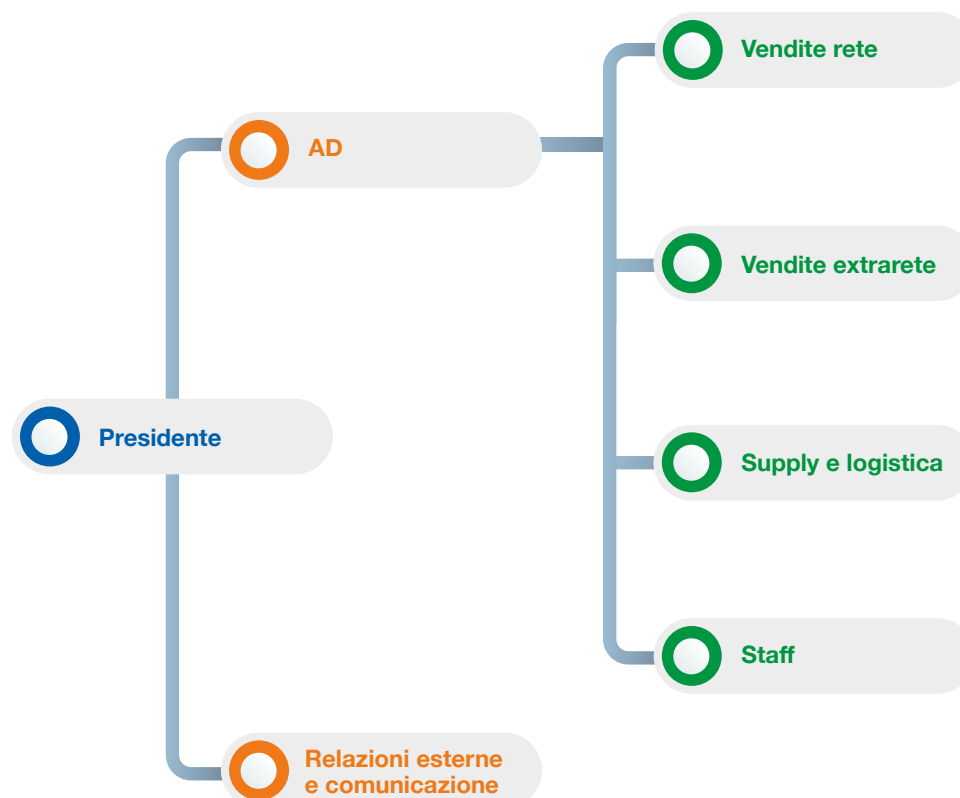 Vendite rete
AD
Vendite extrarete
Presidente
Supply e logistica
Staff
Relazioni esterne
e comunicazione